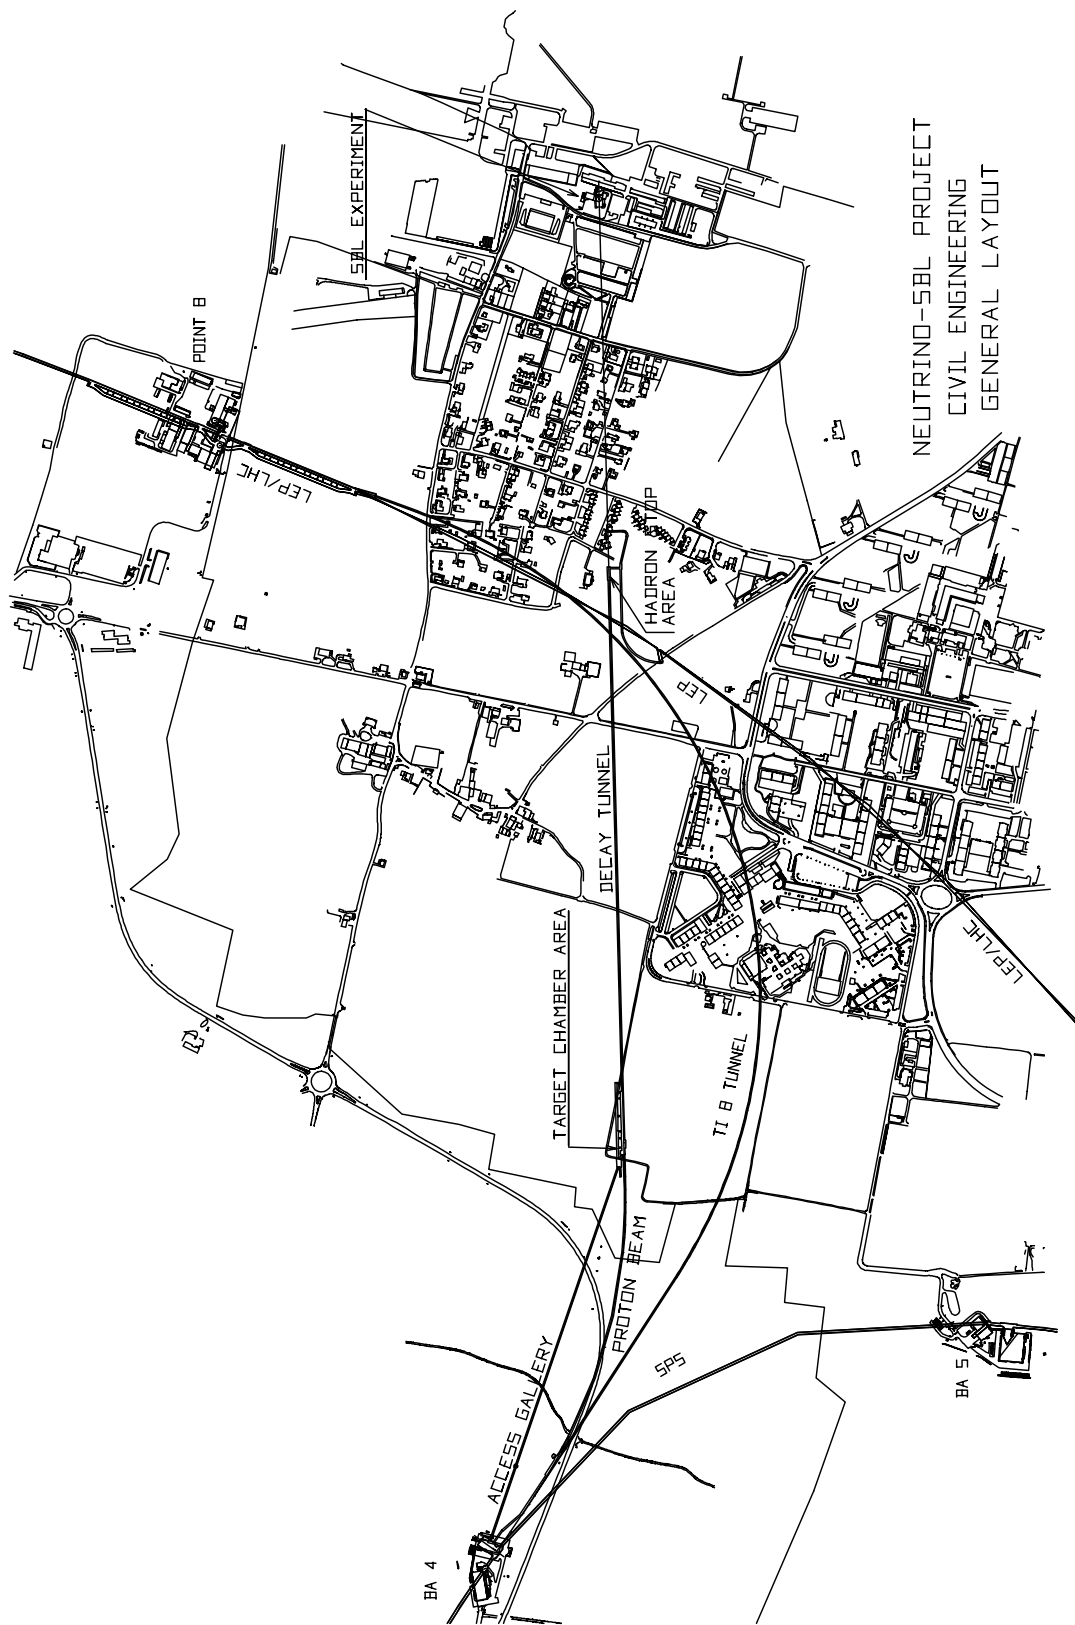 NEUTRINO-SBL PROJECT
CIVIL ENGINEERING
GENERAL LAYOUT
SBL EXPERIMENT
POINT 8
LEP/LHC
HADRON STOP
AREA
LEP
DECAY TUNNEL
TARGET CHAMBER AREA
LEP/LHC
TI 8 TUNNEL
PROTON BEAM
ACCESS GALLERY
SPS
BA 5
BA 4